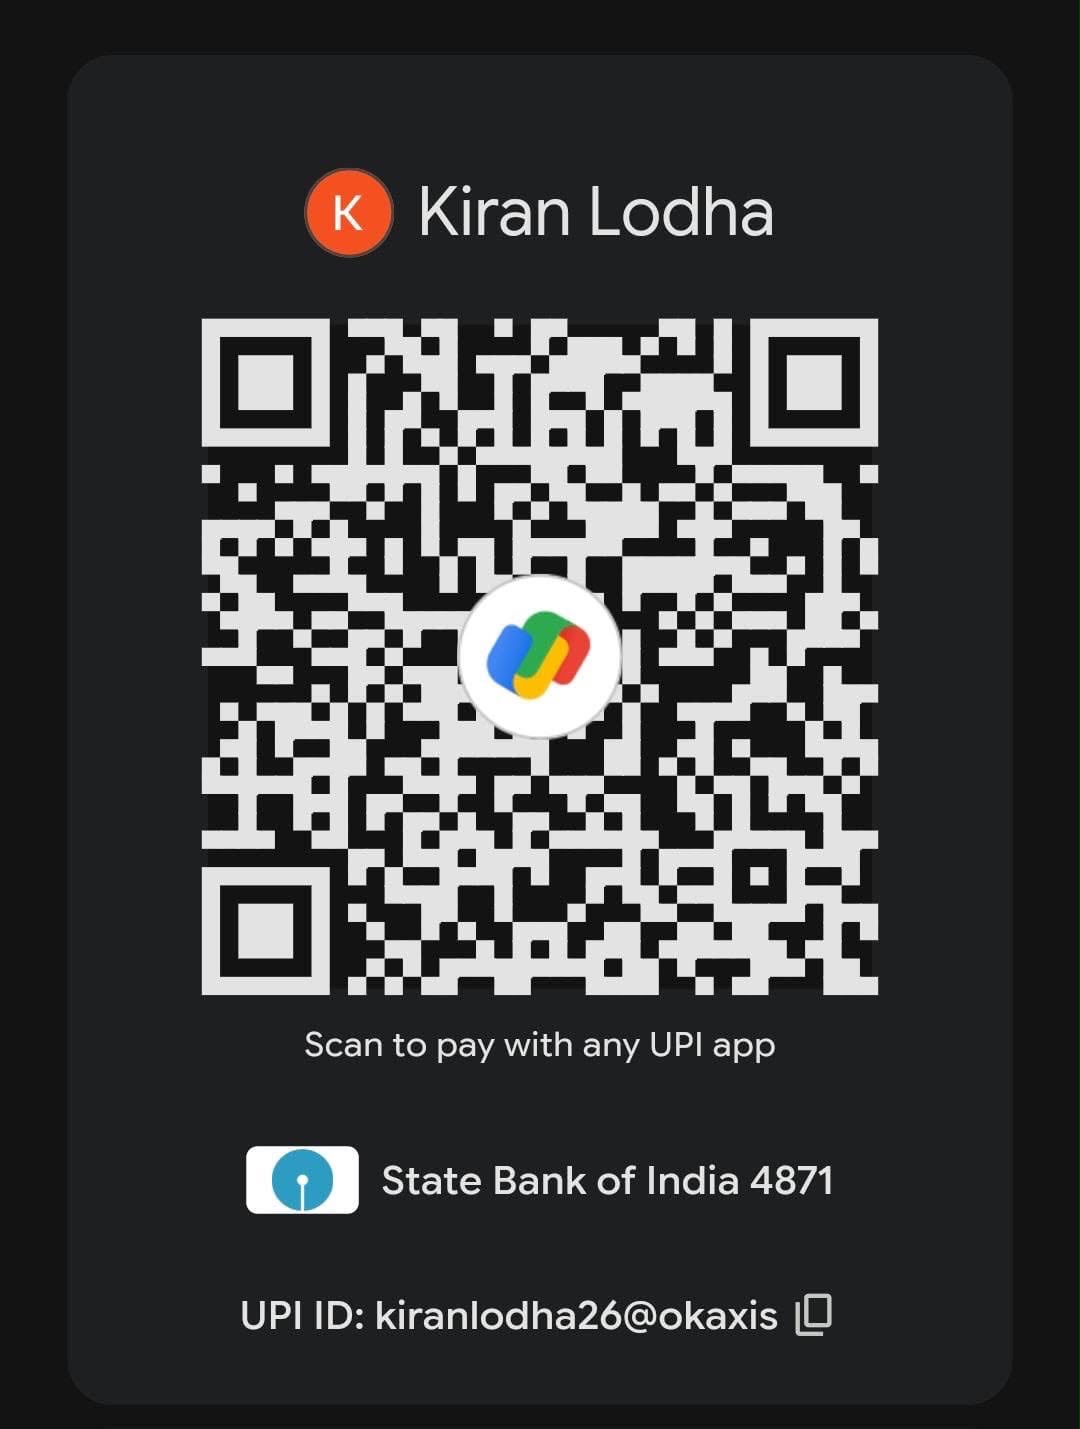 K Kiran Lodha
Scan to pay with any UPI app
State Bank of India 4871
UPI ID: kiranlodha26@okaxis